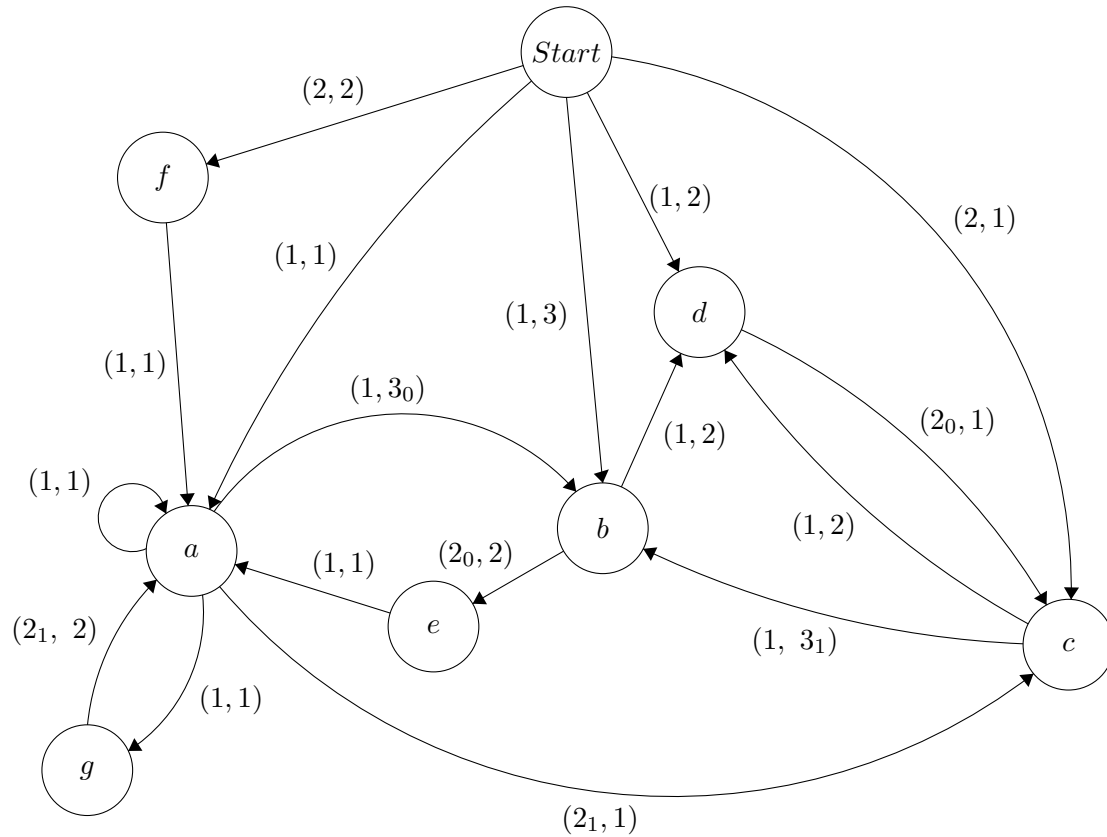 Start
(2, 2)
f
(1, 2)
(2, 1)
(1, 1)
d
(1, 3)
(1, 1)
(1, 3₀)
(2₀, 1)
(1, 2)
(1, 1)
b
(1, 2)
a
(2₀, 2)
(1, 1)
e
(2₁, 2)
(1, 3₁)
c
(1, 1)
g
(2₁, 1)